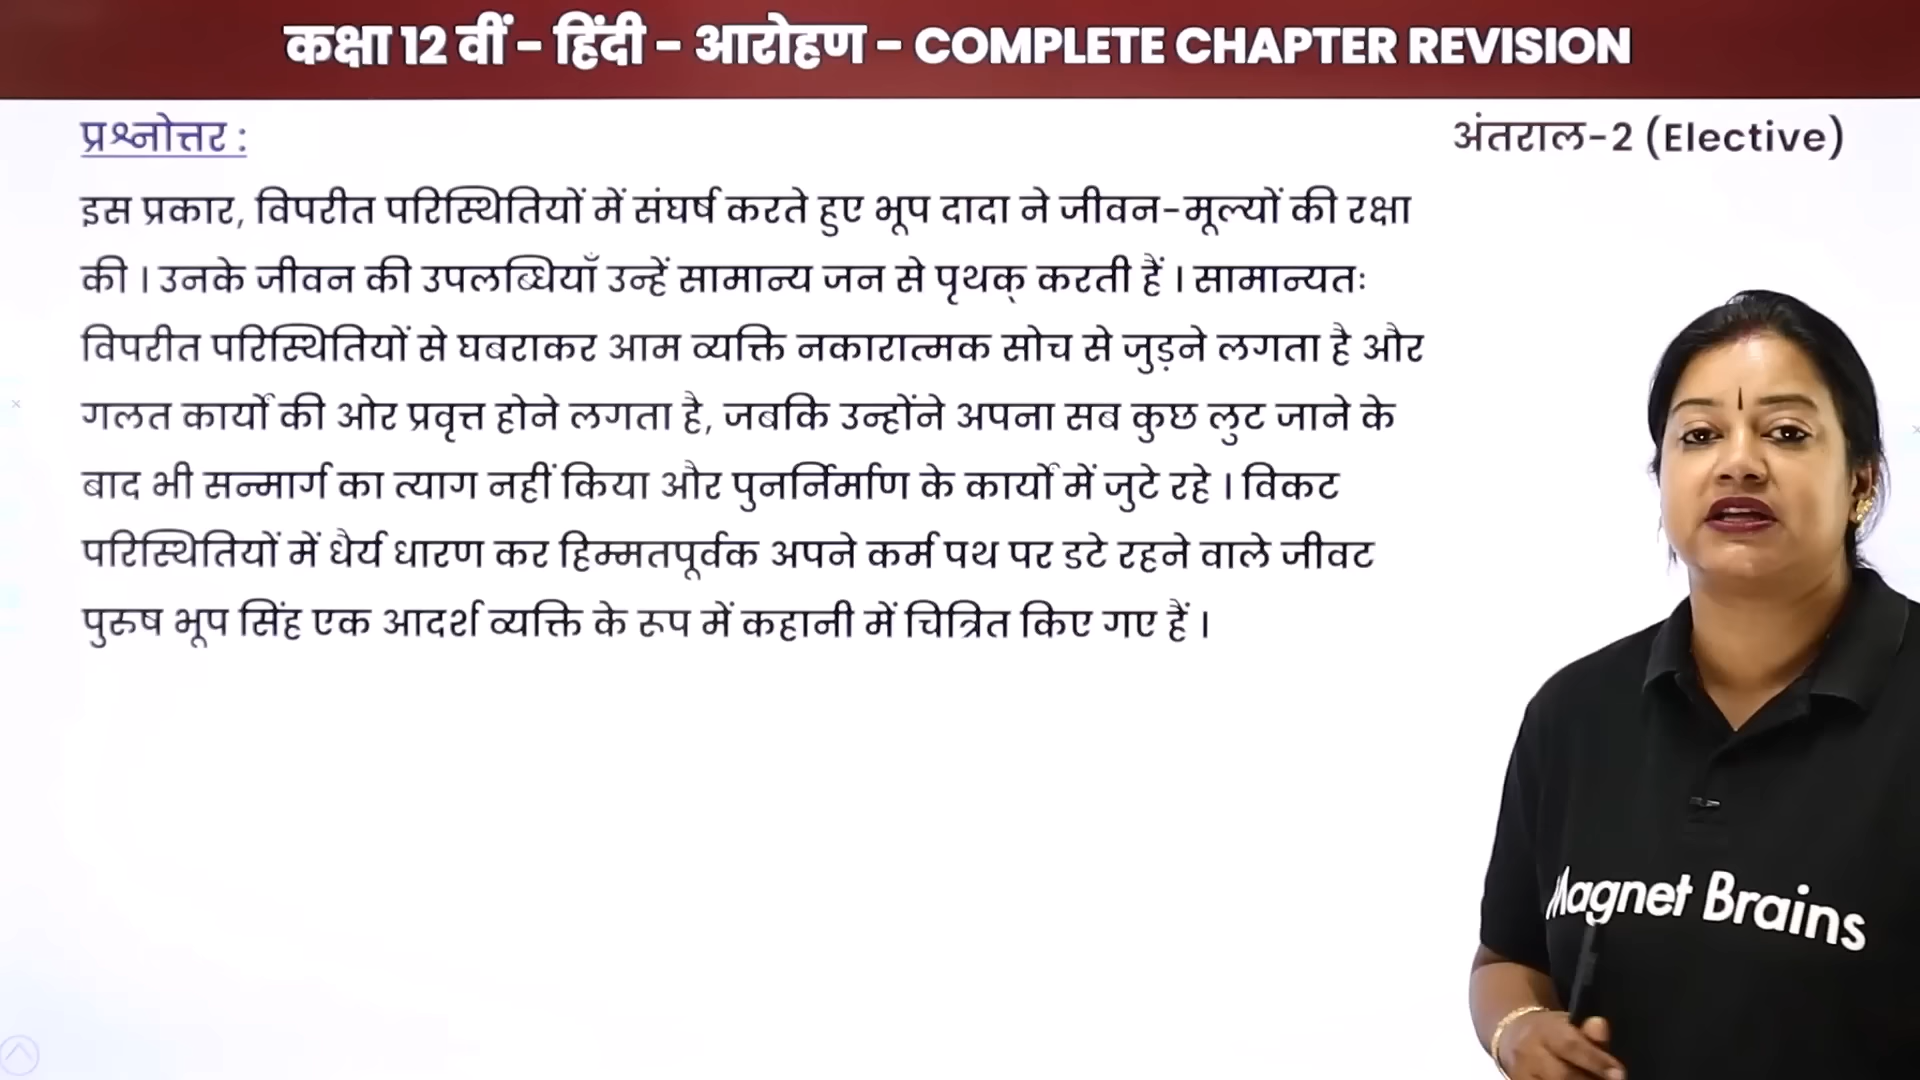 कक्षा 12 वीं - हिंदी - आरोहण - COMPLETE CHAPTER REVISION
प्रश्नोत्तर :
अंतराल-2 (Elective)
इस प्रकार, विपरीत परिस्थितियों में संघर्ष करते हुए भूप दादा ने जीवन-मूल्यों की रक्षा
की । उनके जीवन की उपलब्धियाँ उन्हें सामान्य जन से पृथक् करती हैं । सामान्यतः
विपरीत परिस्थितियों से घबराकर आम व्यक्ति नकारात्मक सोच से जुड़ने लगता है और
गलत कार्यों की ओर प्रवृत्त होने लगता है, जबकि उन्होंने अपना सब कुछ लुट जाने के
बाद भी सन्मार्ग का त्याग नहीं किया और पुनर्निर्माण के कार्यों में जुटे रहे । विकट
परिस्थितियों में धैर्य धारण कर हिम्मतपूर्वक अपने कर्म पथ पर डटे रहने वाले जीवट
पुरुष भूप सिंह एक आदर्श व्यक्ति के रूप में कहानी में चित्रित किए गए हैं ।
Magnet Brains